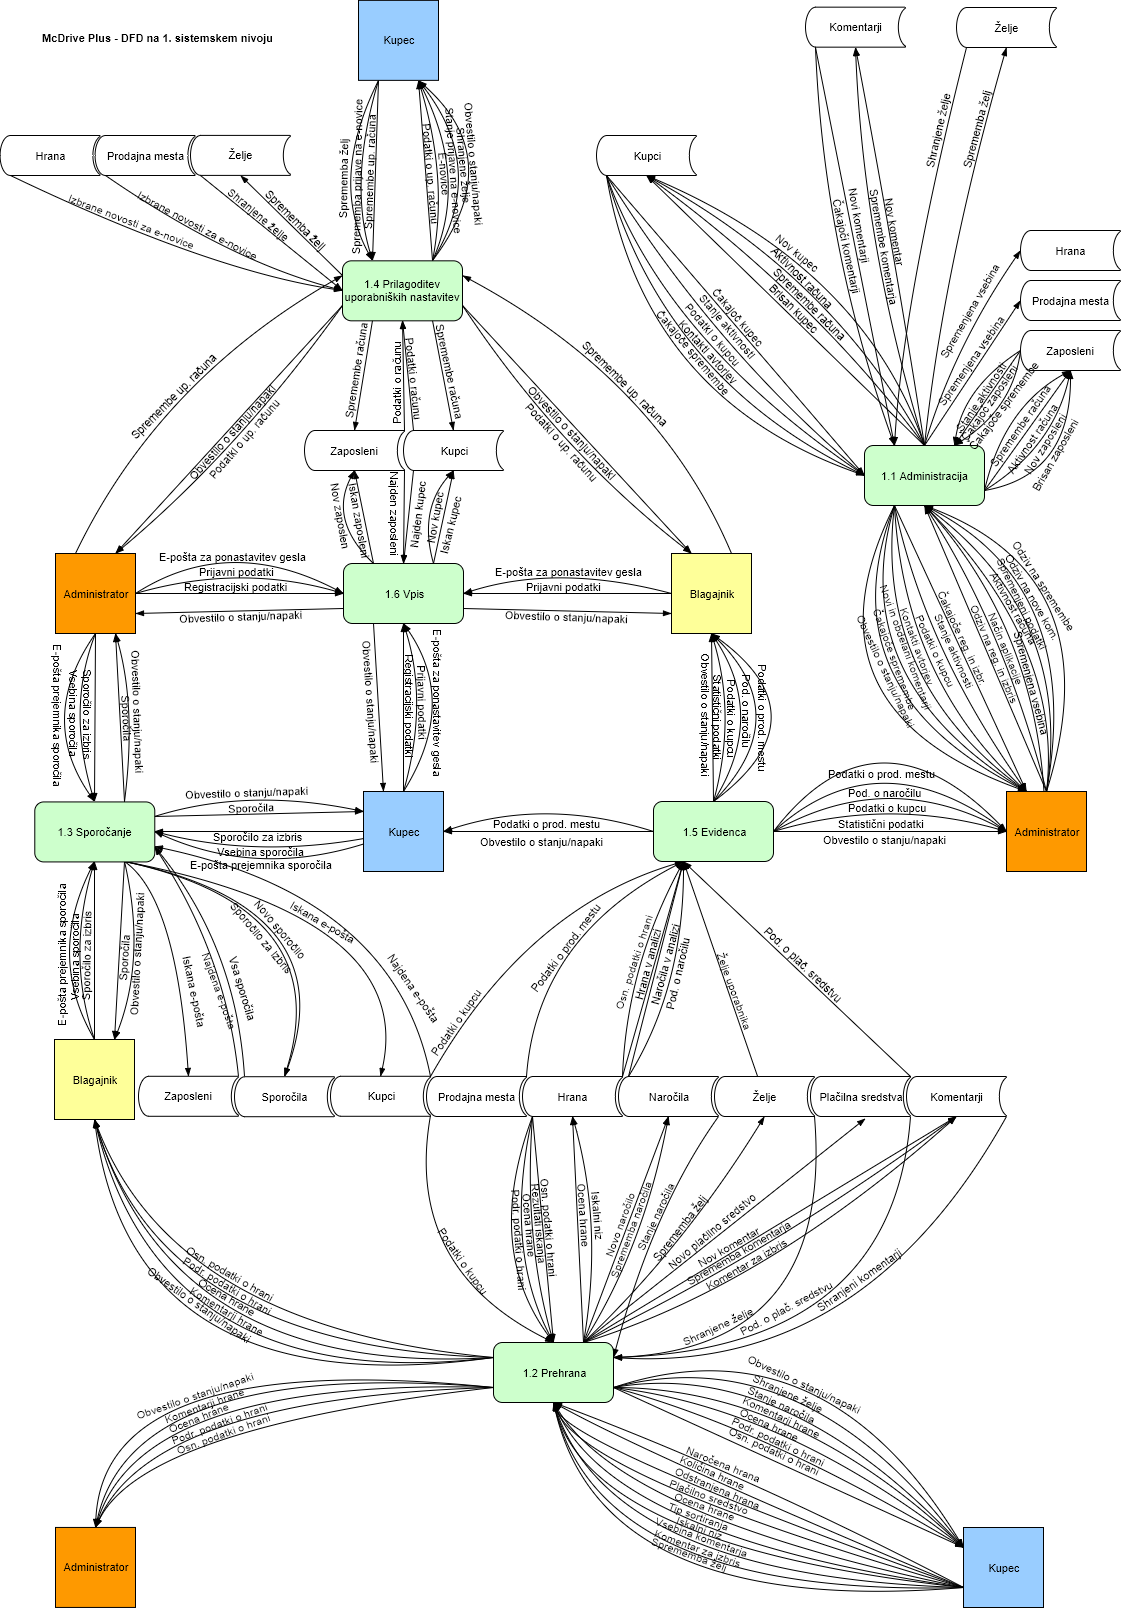 McDrive Plus - DFD na 1. sistemskem nivoju
Kupec
Komentarji
Želje
Hrana
Prodajna mesta
Želje
Kupci
Sprememba želj
Sprememba prijave na e-novice
Spremembe up. računa
Podatki o up. računu
E-novice
Stanje prijave na e-novice
Shranjene želje
Obvestilo o stanju/napaki
Izbrane novosti za e-novice
Izbrane novosti za e-novice
Shranjene želje
Sprememba želj
Čakajoči komentarji
Novi komentarji
Spremembe komentarja
Nov komentar
Shranjene želje
Sprememba želj
Hrana
Prodajna mesta
Zaposleni
Spremenjena vsebina
Spremenjena vsebina
Nov kupec
Aktivnost računa
Spremembe računa
Brisan kupec
Čakajoč kupec
Stanje aktivnosti
Podatki o kupcu
Kontakti avtorjev
Čakajoče spremembe
Stanje aktivnosti
Čakajoč zaposleni
Čakajoče spremembe
Spremembe računa
Aktivnost računa
Nov zaposleni
Brisan zaposleni
1.4 Prilagoditev
uporabniških nastavitev
1.1 Administracija
Spremembe up. računa
Obvestilo o stanju/napaki
Podatki o up. računu
Spremembe računa
Podatki o računu
Podatki o računu
Spremembe računa
Spremembe up. računa
Obvestilo o stanju/napaki
Podatki o up. računu
Zaposleni
Kupci
Nov zaposlen
Iskan zaposleni
Najden zaposleni
Najden kupec
Nov kupec
Iskan kupec
Administrator
E-pošta za ponastavitev gesla
Prijavni podatki
Registracijski podatki
Obvestilo o stanju/napaki
1.6 Vpis
E-pošta za ponastavitev gesla
Prijavni podatki
Obvestilo o stanju/napaki
Blagajnik
Obvestilo o stanju/napaki
Čakajoče spremembe
Novi in obdelani komentarji
Kontakti avtorjev
Podatki o kupcu
Stanje aktivnosti
Čakajoče reg. in izbr.
Odziv na reg. in izbris
Način aplikacije
Aktivnost računa
Spremenjeni podatki
Spremenjena vsebina
Odziv na nove kom.
Odziv na spremembe
E-pošta prejemnika sporočila
Vsebina sporočila
Sporočilo za izbris
Sporočila
Obvestilo o stanju/napaki
Obvestilo o stanju/napaki
Registracijski podatki
Prijavni podatki
E-pošta za ponastavitev gesla
Obvestilo o stanju/napaki
Statistični podatki
Podatki o kupcu
Pod. o naročilu
Podatki o prod. mestu
1.3 Sporočanje
Obvestilo o stanju/napaki
Sporočila
Sporočilo za izbris
Vsebina sporočila
E-pošta prejemnika sporočila
Kupec
Podatki o prod. mestu
Obvestilo o stanju/napaki
1.5 Evidenca
Podatki o prod. mestu
Pod. o naročilu
Podatki o kupcu
Statistični podatki
Obvestilo o stanju/napaki
Administrator
E-pošta prejemnika sporočila
Vsebina sporočila
Sporočilo za izbris
Sporočila
Obvestilo o stanju/napaki
Iskana e-pošta
Najdena e-pošta
Vsa sporočila
Sporočilo za izbris
Novo sporočilo
Iskana e-pošta
Najdena e-pošta
Podatki o kupcu
Podatki o prod. mestu
Osn. podatki o hrani
Hrana v analizi
Naročila v analizi
Pod. o naročilu
Želje uporabnika
Pod. o plač. sredstvu
Blagajnik
Zaposleni
Sporočila
Kupci
Prodajna mesta
Hrana
Naročila
Želje
Plačilna sredstva
Komentarji
Podatki o kupcu
Podr. podatki o hrani
Ocena hrane
Rezultati iskanja
Osn. podatki o hrani
Ocena hrane
Iskalni niz
Novo naročilo
Sprememba naročila
Stanje naročila
Sprememba želj
Novo plačilno sredstvo
Nov komentar
Sprememba komentarja
Komentar za izbris
Shranjene želje
Pod. o plač. sredstvu
Shranjeni komentarji
Osn. podatki o hrani
Podr. podatki o hrani
Ocena hrane
Komentarji hrane
Obvestilo o stanju/napaki
1.2 Prehrana
Obvestilo o stanju/napaki
Komentarji hrane
Ocena hrane
Podr. podatki o hrani
Osn. podatki o hrani
Obvestilo o stanju/napaki
Shranjene želje
Stanje naročila
Komentarji hrane
Ocena hrane
Podr. podatki o hrani
Osn. podatki o hrani
Naročena hrana
Količina hrane
Odstranjena hrana
Plačilno sredstvo
Ocena hrane
Tip sortiranja
Iskalni niz
Vsebina komentarja
Komentar za izbris
Sprememba želj
Administrator
Kupec